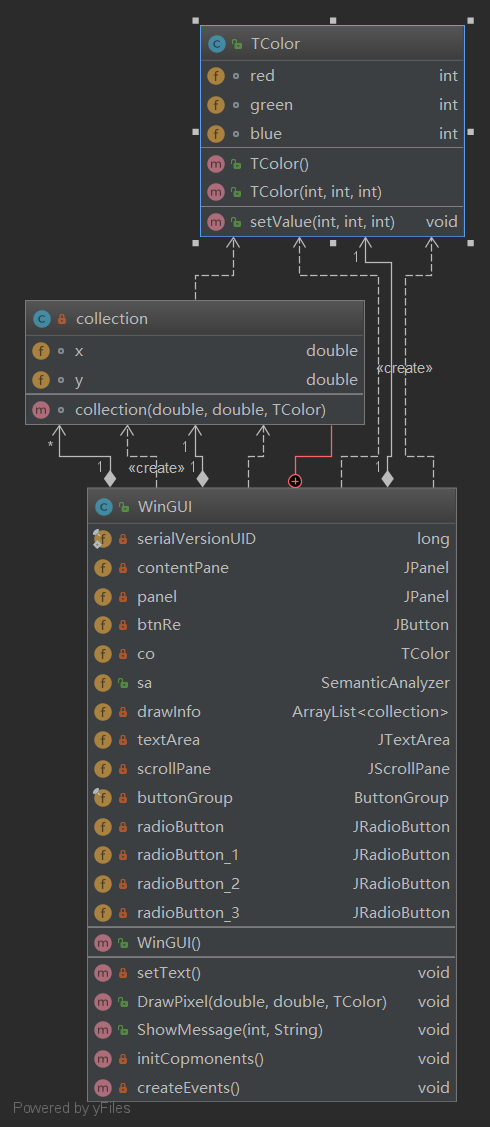 TColor
red int
green int
blue int
TColor()
TColor(int, int, int)
setValue(int, int, int) void
1
collection
x double
y double
«create»
collection(double, double, TColor)
* 1
1 «create» 1 1
WinGUI
serialVersionUID long
contentPane JPanel
panel JPanel
btnRe JButton
co TColor
sa SemanticAnalyzer
drawInfo ArrayList<collection>
textArea JTextArea
scrollPane JScrollPane
buttonGroup ButtonGroup
radioButton JRadioButton
radioButton_1 JRadioButton
radioButton_2 JRadioButton
radioButton_3 JRadioButton
WinGUI()
setText() void
DrawPixel(double, double, TColor) void
ShowMessage(int, String) void
initCopmonents() void
createEvents() void
Powered by yFiles